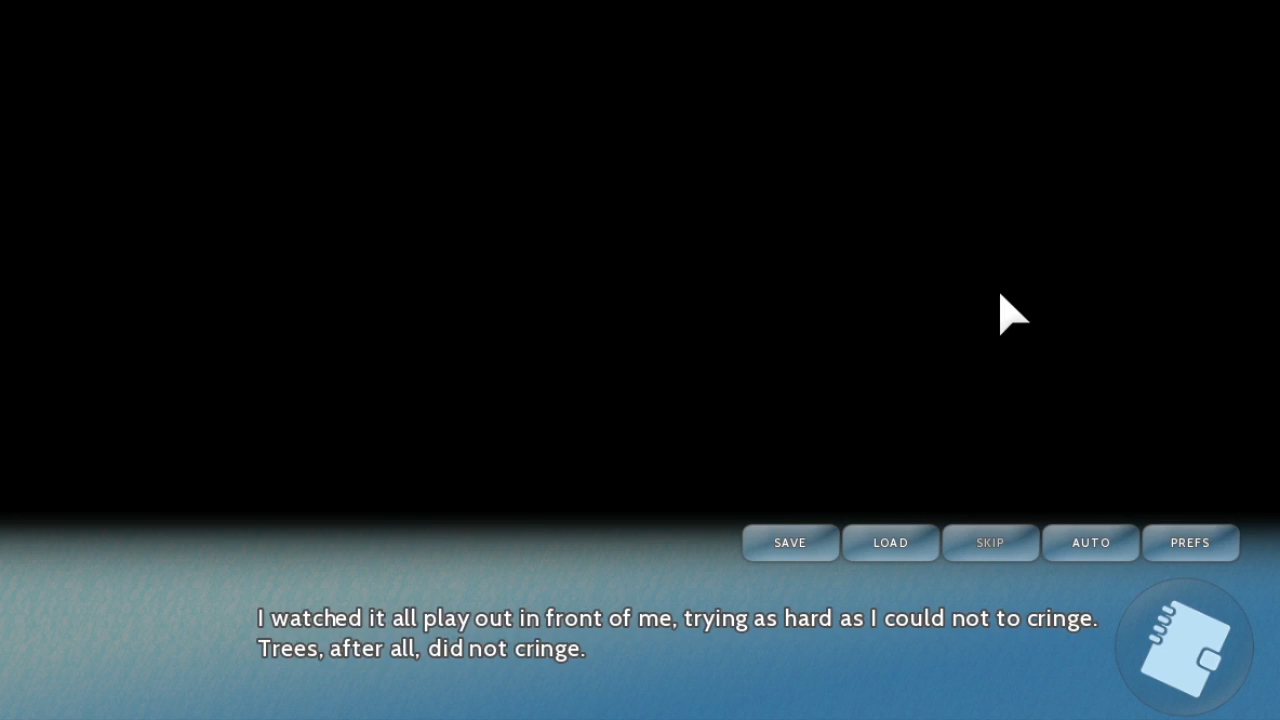 SAVE LOAD SKIP AUTO PREFS
I watched it all play out in front of me, trying as hard as I could not to cringe.
Trees, after all, did not cringe.